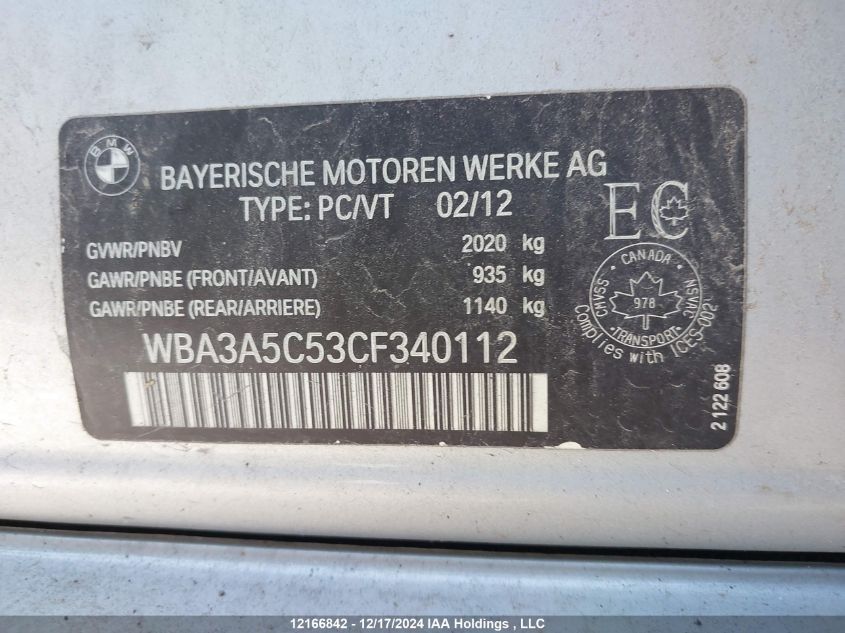 BMW
BAYERISCHE MOTOREN WERKE AG
TYPE: PC/VT 02/12
EC
GVWR/PNBV 2020 kg
GAWR/PNBE (FRONT/AVANT) 935 kg
GAWR/PNBE (REAR/ARRIERE) 1140 kg
CANADA
CMVSS 978 NSVAC
TRANSPORT
Complies with ICES-002
WBA3A5C53CF340112
2 122 608
12166842 - 12/17/2024 IAA Holdings , LLC